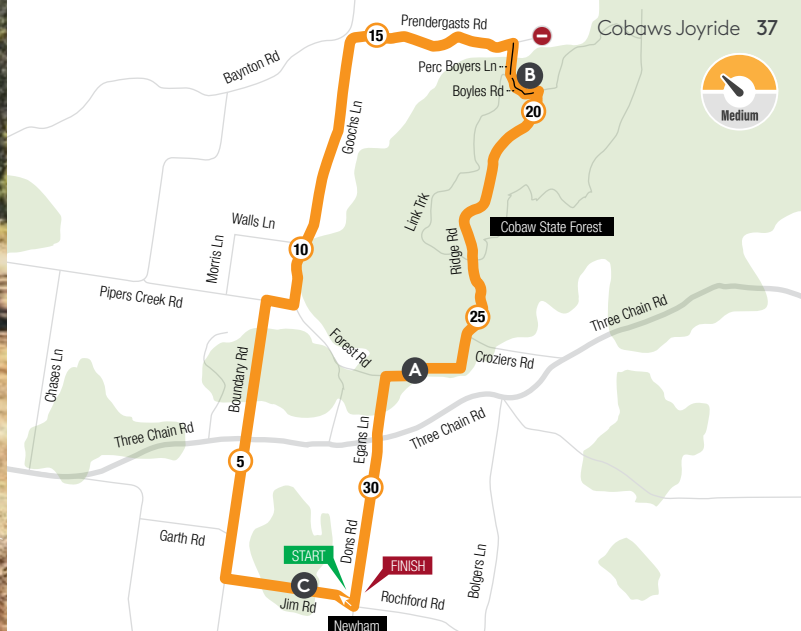 Cobaws Joyride 37
Medium
Prendergasts Rd
15
Perc Boyers Ln
B
Boyles Rd
20
Baynton Rd
Goochs Ln
Link Trk
Walls Ln
10
Morris Ln
Ridge Rd
Cobaw State Forest
Pipers Creek Rd
25
Three Chain Rd
Forest Rd
A
Croziers Rd
Chases Ln
Boundary Rd
Three Chain Rd
Egans Ln
Three Chain Rd
5
30
Garth Rd
Dons Rd
START
FINISH
Bolgers Ln
C
Jim Rd
Rochford Rd
Newham